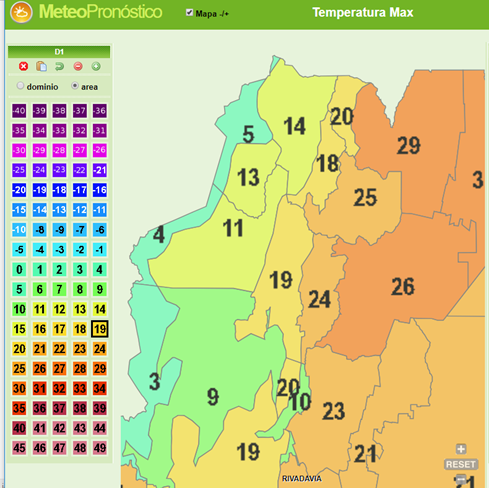 MeteoPronóstico
Mapa -/+
Temperatura Max
D1
dominio area
-40 -39 -38 -37 -36
-35 -34 -33 -32 -31
-30 -29 -28 -27 -26
-25 -24 -23 -22 -21
-20 -19 -18 -17 -16
-15 -14 -13 -12 -11
-10 -9 -8 -7 -6
-5 -4 -3 -2 -1
0 1 2 3 4
5 6 7 8 9
10 11 12 13 14
15 16 17 18 19
20 21 22 23 24
25 26 27 28 29
30 31 32 33 34
35 36 37 38 39
40 41 42 43 44
45 46 47 48 49
20
14
5
29
18
13
3
25
11
4
19
26
24
3
20
9
10
23
19
21
RIVADAVIA
RESET